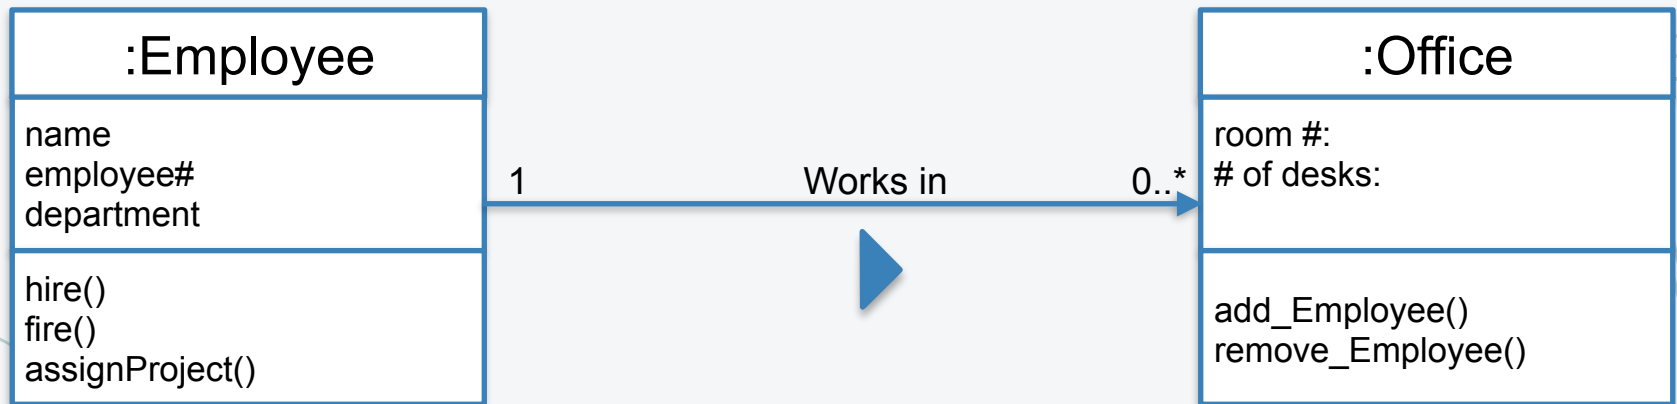 :Employee
name
employee#
department
hire()
fire()
assignProject()
1
Works in
0..*
:Office
room #:
# of desks:
add_Employee()
remove_Employee()